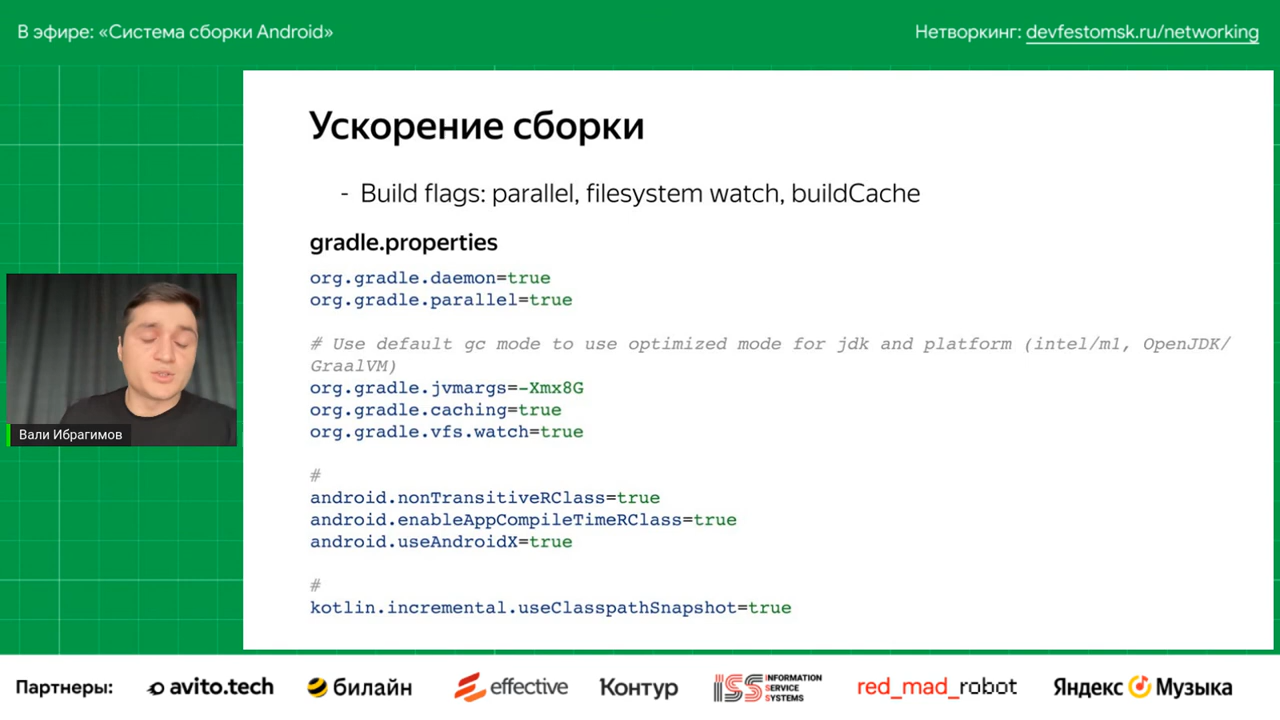 В эфире: «Система сборки Android»
Нетворкинг: devfestomsk.ru/networking
Ускорение сборки
- Build flags: parallel, filesystem watch, buildCache
gradle.properties
org.gradle.daemon=true
org.gradle.parallel=true
# Use default gc mode to use optimized mode for jdk and platform (intel/m1, OpenJDK/
GraalVM)
org.gradle.jvmargs=-Xmx8G
org.gradle.caching=true
org.gradle.vfs.watch=true
#
android.nonTransitiveRClass=true
android.enableAppCompileTimeRClass=true
android.useAndroidX=true
#
kotlin.incremental.useClasspathSnapshot=true
Вали Ибрагимов
Партнеры: avito.tech билайн effective Контур ISS INFORMATION SERVICE SYSTEMS red_mad_robot Яндекс Музыка